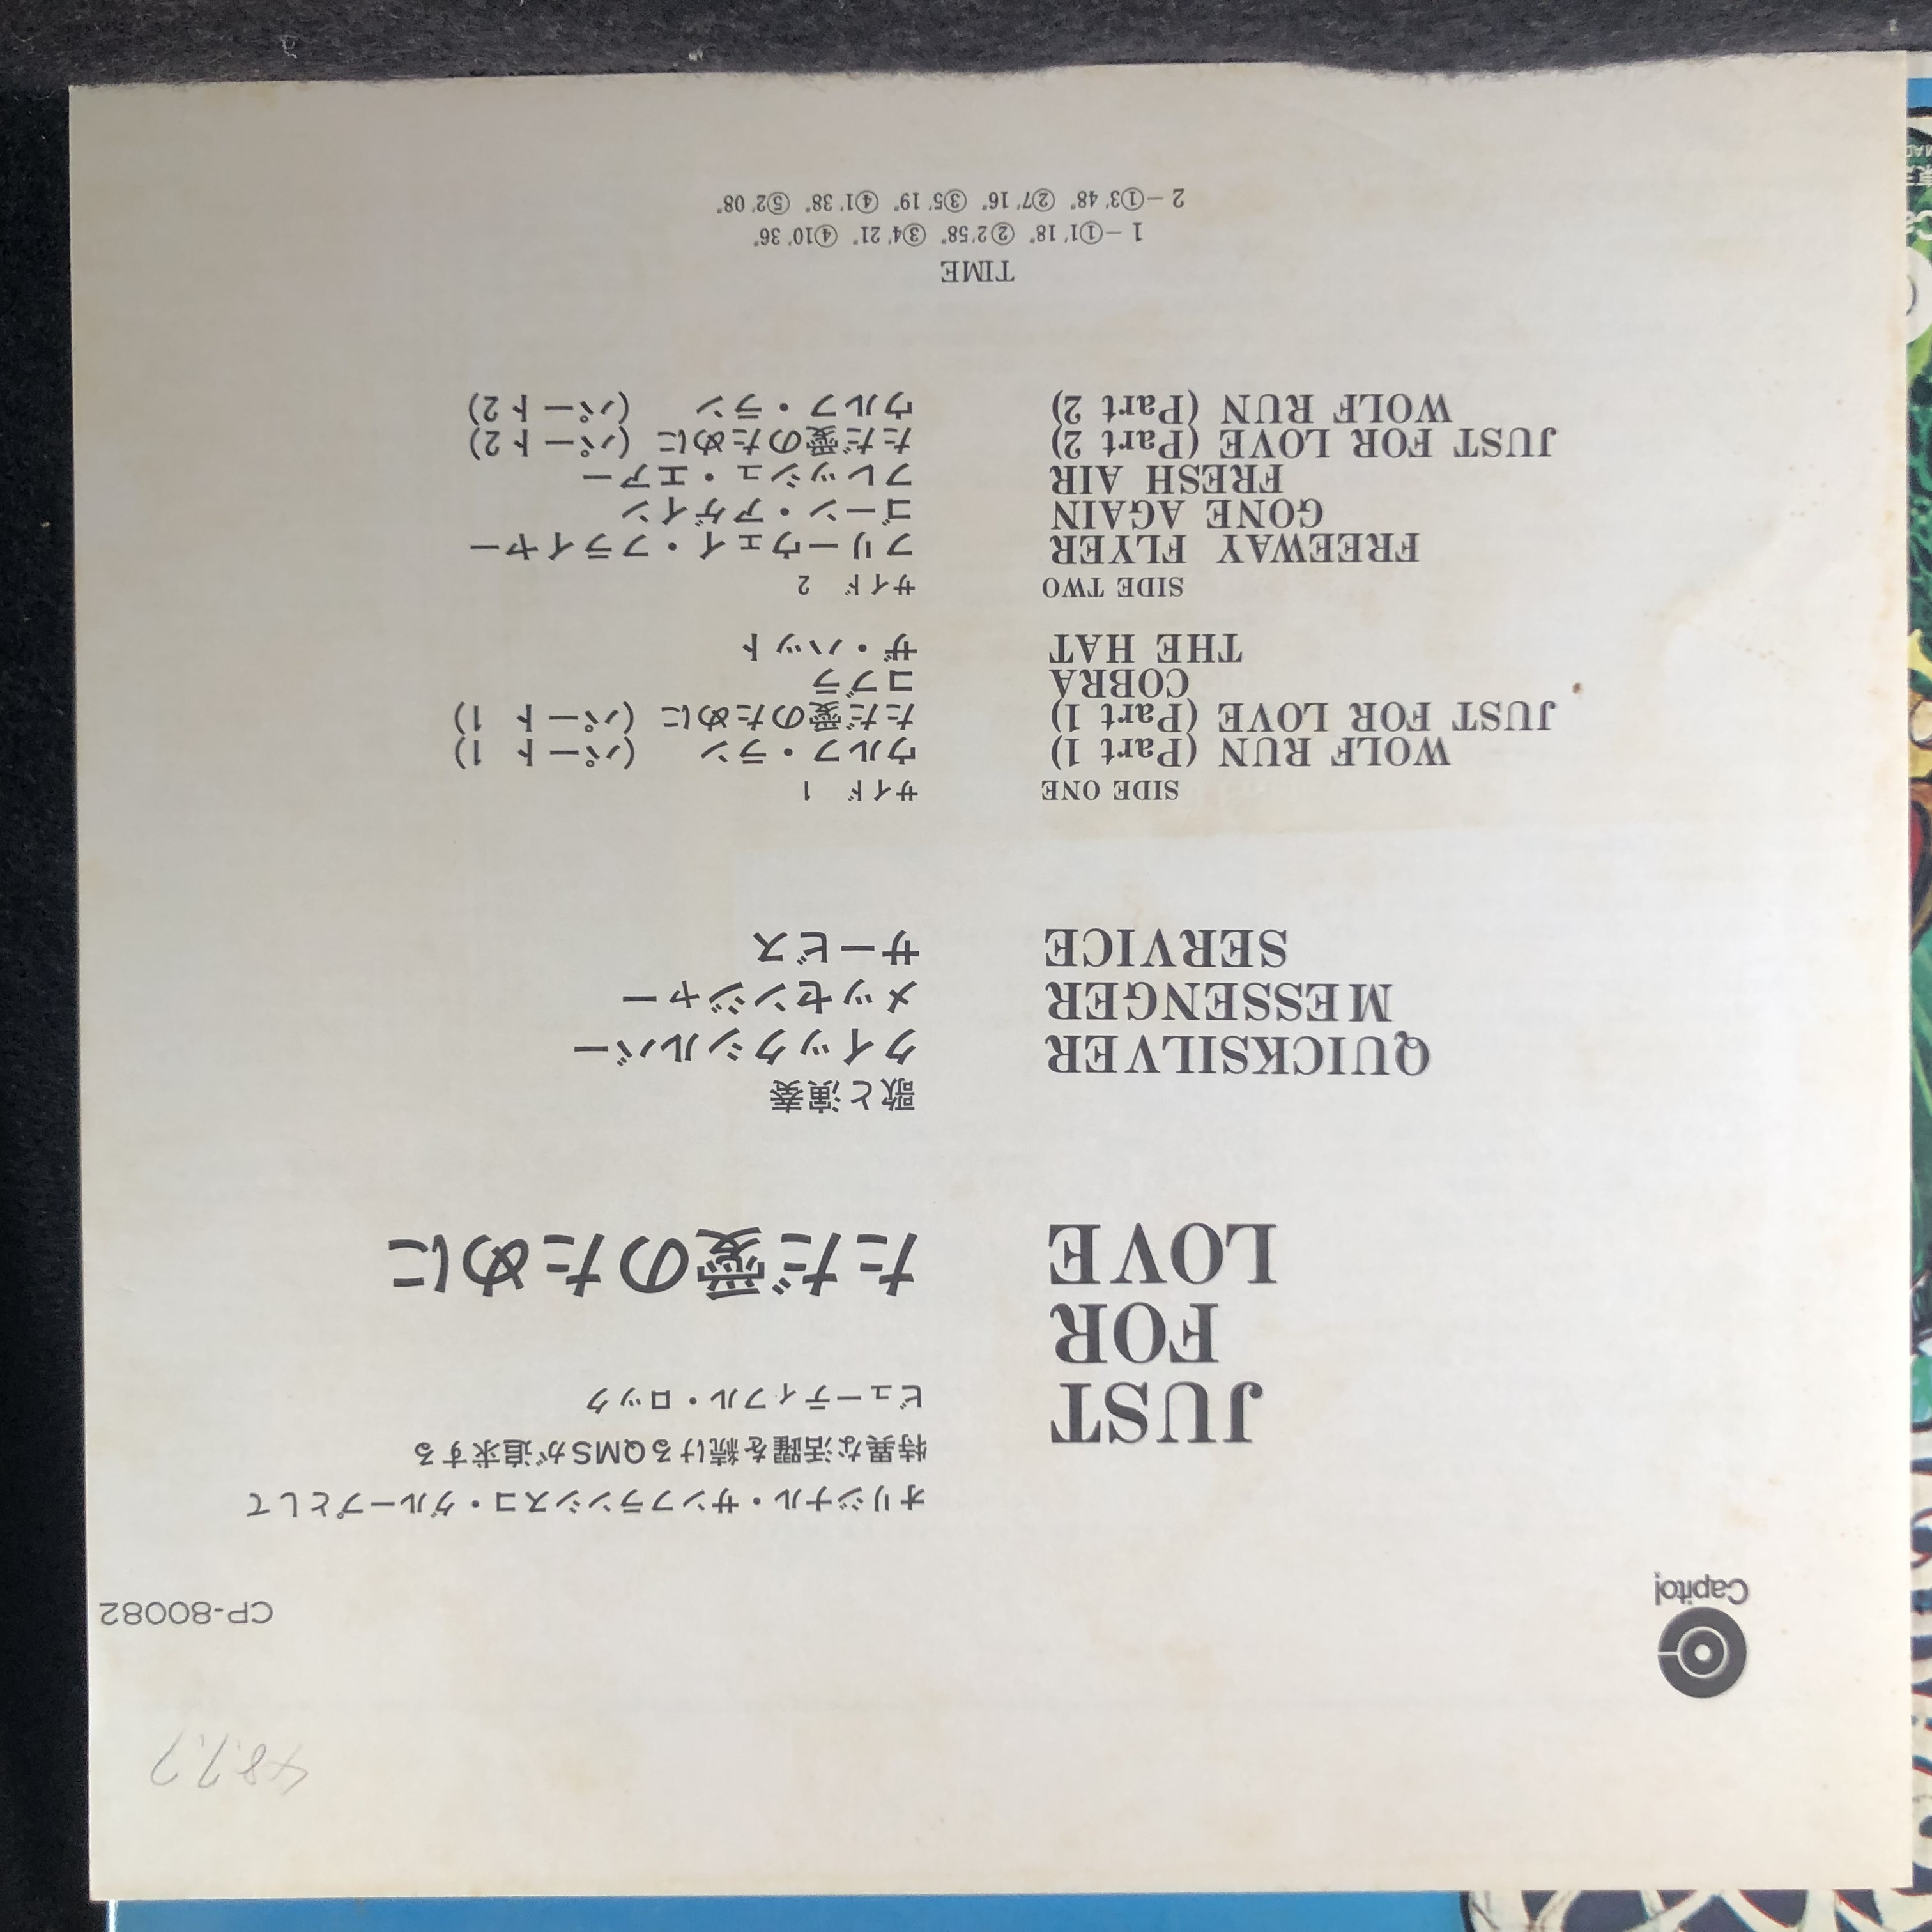 48.7.7
Capitol
CP-80082
オリジナル・サンフランシスコ・グループとして
特異な活躍を続けるQMSが追求する
ビューティフル・ロック
JUST
FOR
LOVE
ただ愛のために
歌と演奏
QUICKSILVER
MESSENGER
SERVICE
クイックシルバー
メッセンジャー
サービス
SIDE ONE サイド 1
WOLF RUN (Part 1) ウルフ・ラン (パート 1)
JUST FOR LOVE (Part 1) ただ愛のために (パート 1)
COBRA コブラ
THE HAT ザ・ハット
SIDE TWO サイド 2
FREEWAY FLYER フリーウェイ・フライヤー
GONE AGAIN ゴーン・アゲイン
FRESH AIR フレッシュ・エアー
JUST FOR LOVE (Part 2) ただ愛のために (パート 2)
WOLF RUN (Part 2) ウルフ・ラン (パート 2)
TIME
1－①1′18″ ②2′58″ ③4′21″ ④10′36″
2－①3′48″ ②7′16″ ③5′19″ ④1′38″ ⑤2′08″